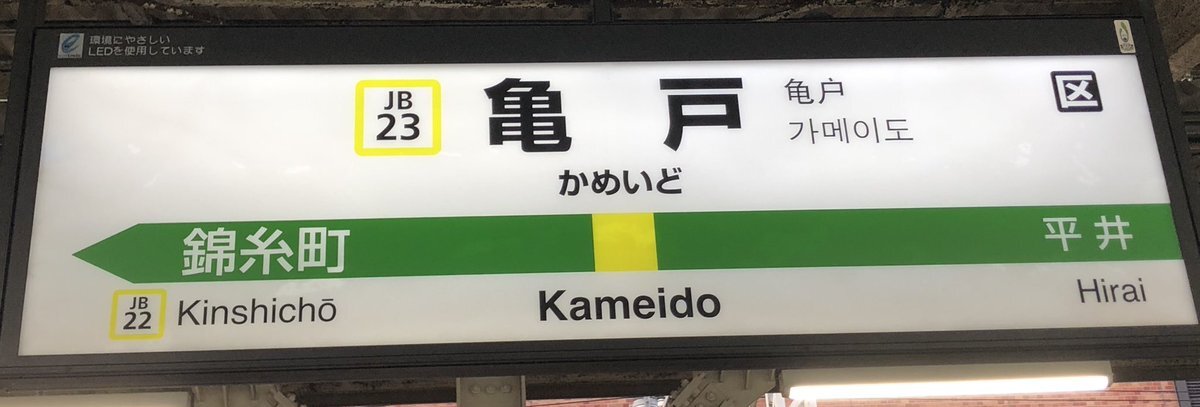 環境にやさしい
LEDを使用しています
JB
23
亀戸
亀户
가메이도
区
かめいど
錦糸町
平井
JB
22
Kinshichō
Kameido
Hirai